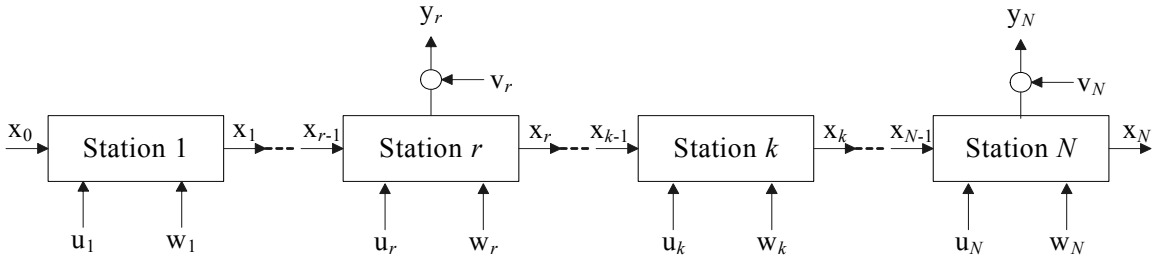 y_r y_N
v_r v_N
x_0 Station 1 x_1 x_{r-1} Station r x_r x_{k-1} Station k x_k x_{N-1} Station N x_N
u_1 w_1 u_r w_r u_k w_k u_N w_N